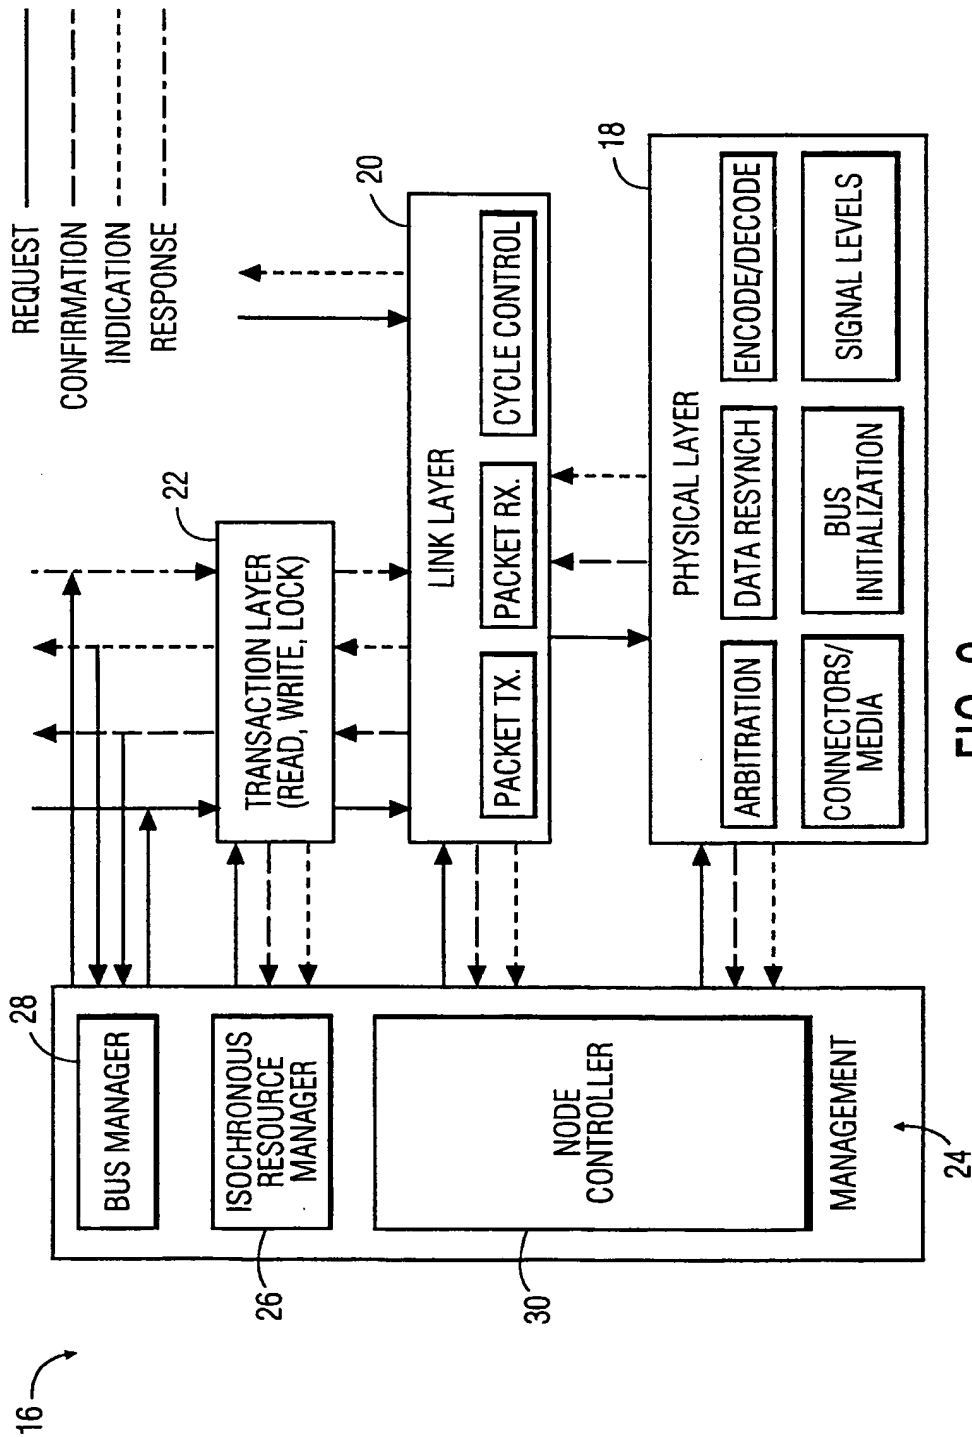 16
28
REQUEST
CONFIRMATION
INDICATION
RESPONSE
BUS MANAGER
22
ISOCHRONOUS
RESOURCE
MANAGER
26
TRANSACTION LAYER
(READ, WRITE, LOCK)
20
LINK LAYER
PACKET TX.
PACKET RX.
CYCLE CONTROL
NODE
CONTROLLER
30
18
PHYSICAL LAYER
ARBITRATION
DATA RESYNCH
ENCODE/DECODE
CONNECTORS/
MEDIA
BUS
INITIALIZATION
SIGNAL LEVELS
MANAGEMENT
24
FIG.